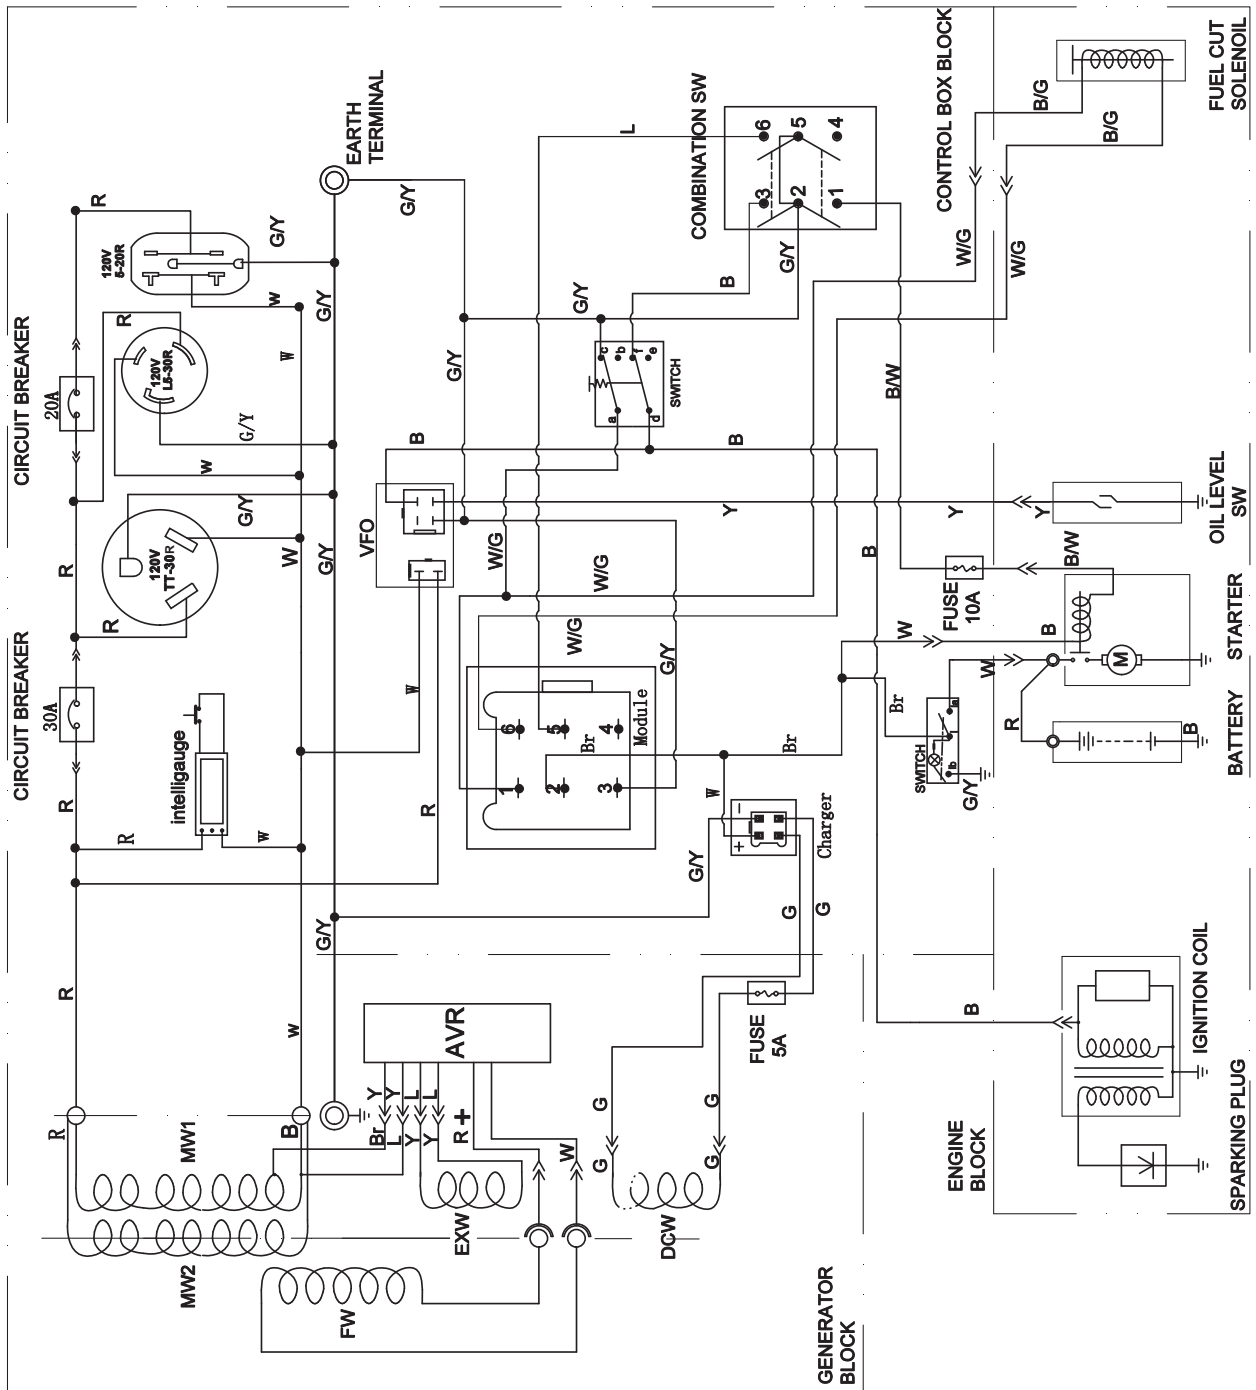 CIRCUIT BREAKER
30A
CIRCUIT BREAKER
20A
R
R
R
R
R
R
R
R
120V
TT-30R
120V
L5-30R
120V
5-20R
W
W
G/Y
G/Y
G/Y
W
W
G/Y
G/Y
W
EARTH
TERMINAL
G/Y
intelligauge
R
W
W
R
VFO
B
G/Y
G/Y
W/G
W/G
W/G
G/Y
Y
a
b
c
d
e
f
SWITCH
B
B
G/Y
L
COMBINATION SW
6
5
4
3
2
1
B/W
W/G
W/G
CONTROL BOX BLOCK
B/G
B/G
FUEL CUT
SOLENOIL
1
2
3
4
5
6
Br
Module
Br
W
+
−
Charger
G/Y
G
G
G/Y
R
W
R
B
MW1
MW2
FW
EXW
DCW
AVR
Y
Y
L
L
Br
L
Y
Y
R
+
W
G
G
G
G
FUSE
5A
GENERATOR
BLOCK
B
B
Br
SWITCH
G/Y
W
W
FUSE
10A
B/W
Y
Y
OIL LEVEL
SW
B
M
STARTER
R
B
BATTERY
IGNITION COIL
ENGINE
BLOCK
SPARKING PLUG